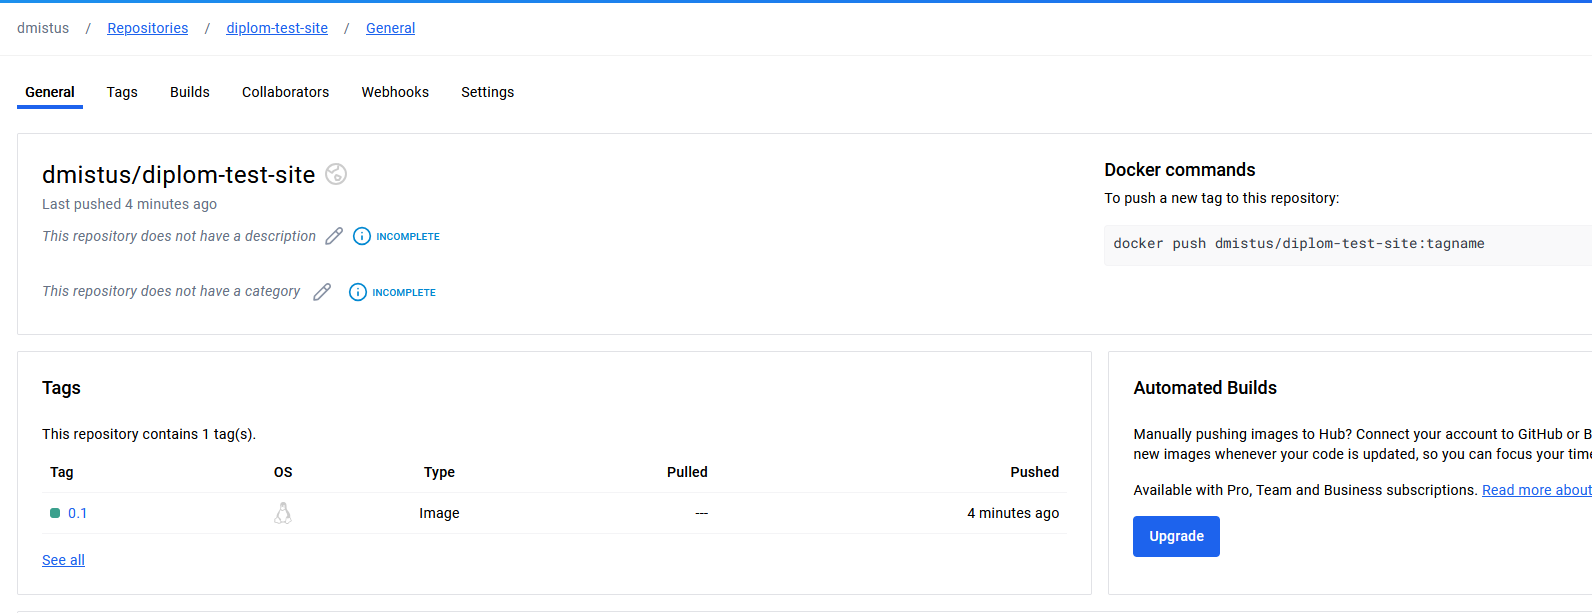 dmistus / Repositories / diplom-test-site / General
General Tags Builds Collaborators Webhooks Settings
dmistus/diplom-test-site
Last pushed 4 minutes ago
This repository does not have a description INCOMPLETE
This repository does not have a category INCOMPLETE
Docker commands
To push a new tag to this repository:
docker push dmistus/diplom-test-site:tagname
Tags
This repository contains 1 tag(s).
Tag OS Type Pulled Pushed
0.1 Image --- 4 minutes ago
See all
Automated Builds
Manually pushing images to Hub? Connect your account to GitHub or B
new images whenever your code is updated, so you can focus your time
Available with Pro, Team and Business subscriptions. Read more about
Upgrade